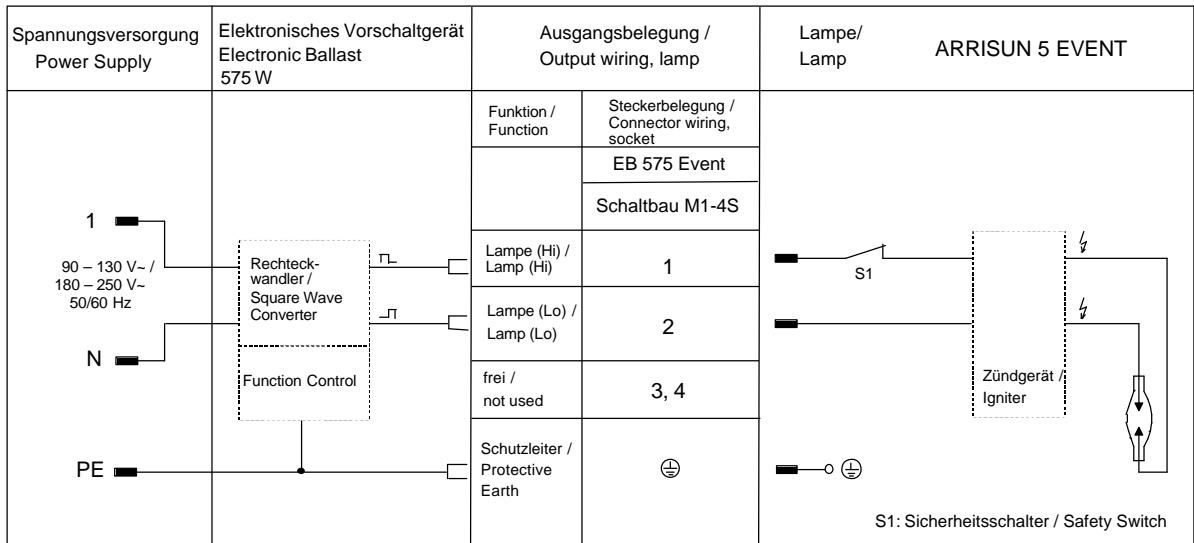 Spannungsversorgung
Power Supply
Elektronisches Vorschaltgerät
Electronic Ballast
575 W
Ausgangsbelegung /
Output wiring, lamp
Lampe/
Lamp
ARRISUN 5 EVENT
Funktion /
Function
Steckerbelegung /
Connector wiring,
socket
EB 575 Event
Schaltbau M1-4S
1
90 – 130 V~ /
180 – 250 V~
50/60 Hz
N
PE
Rechteck-
wandler /
Square Wave
Converter
Function Control
Lampe (Hi) /
Lamp (Hi)
1
Lampe (Lo) /
Lamp (Lo)
2
frei /
not used
3, 4
Schutzleiter /
Protective
Earth
S1
Zündgerät /
Igniter
S1: Sicherheitsschalter / Safety Switch